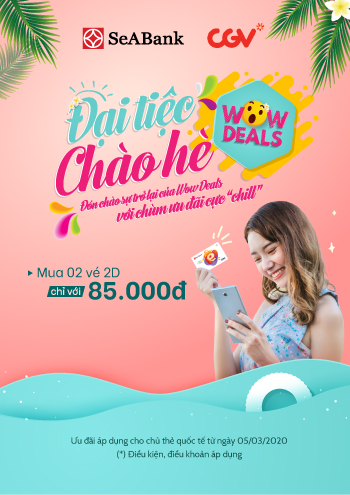 SeABank CGV*
Đại tiệc
Chào hè
WOW
DEALS
Đón chào sự trở lại của Wow Deals
với chùm ưu đãi cực "chill"
Mua 02 vé 2D
chỉ với 85.000đ
Ưu đãi áp dụng cho chủ thẻ quốc tế từ ngày 05/03/2020
(*) Điều kiện, điều khoản áp dụng